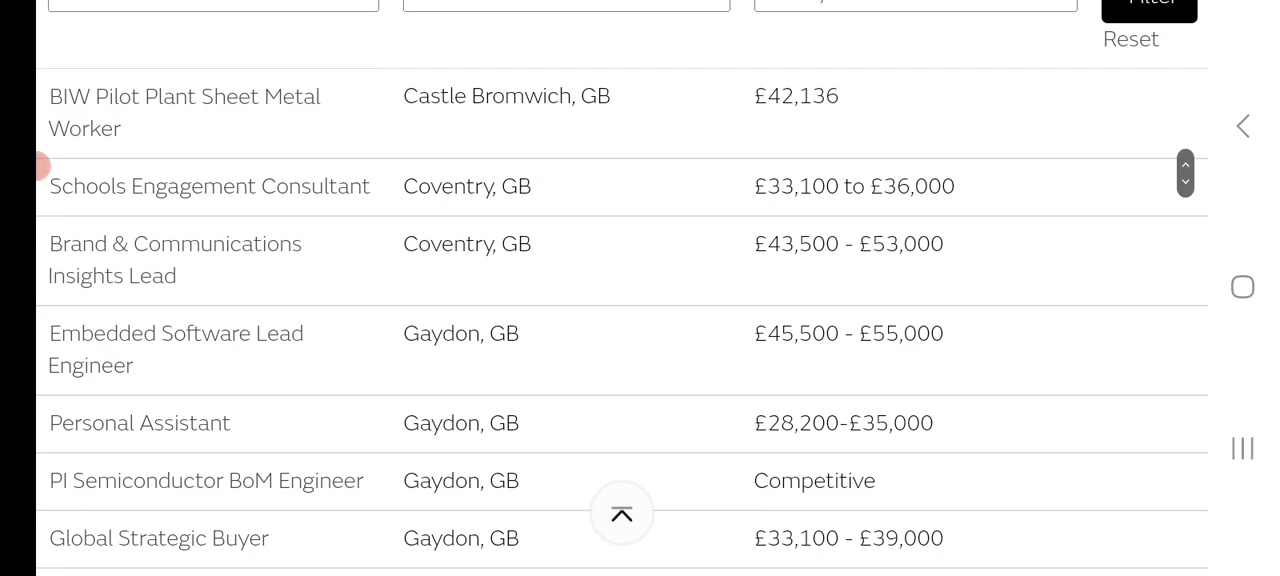 Reset
BIW Pilot Plant Sheet Metal
Worker
Castle Bromwich, GB
£42,136
Schools Engagement Consultant
Coventry, GB
£33,100 to £36,000
Brand & Communications
Insights Lead
Coventry, GB
£43,500 - £53,000
Embedded Software Lead
Engineer
Gaydon, GB
£45,500 - £55,000
Personal Assistant
Gaydon, GB
£28,200-£35,000
PI Semiconductor BoM Engineer
Gaydon, GB
Competitive
Global Strategic Buyer
Gaydon, GB
£33,100 - £39,000